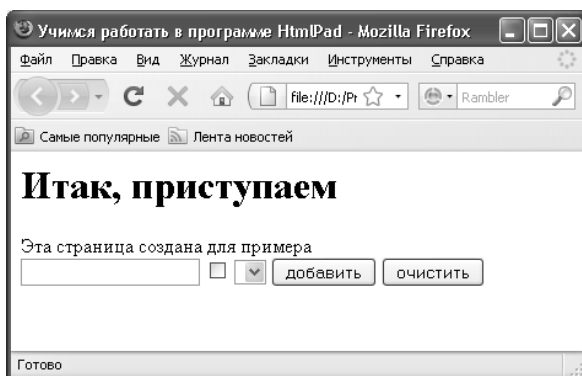 Учимся работать в программе HtmlPad - Mozilla Firefox
Файл Правка Вид Журнал Закладки Инструменты Справка
file:///D:/Pr Rambler
Самые популярные Лента новостей
Итак, приступаем
Эта страница создана для примера
добавить очистить
Готово